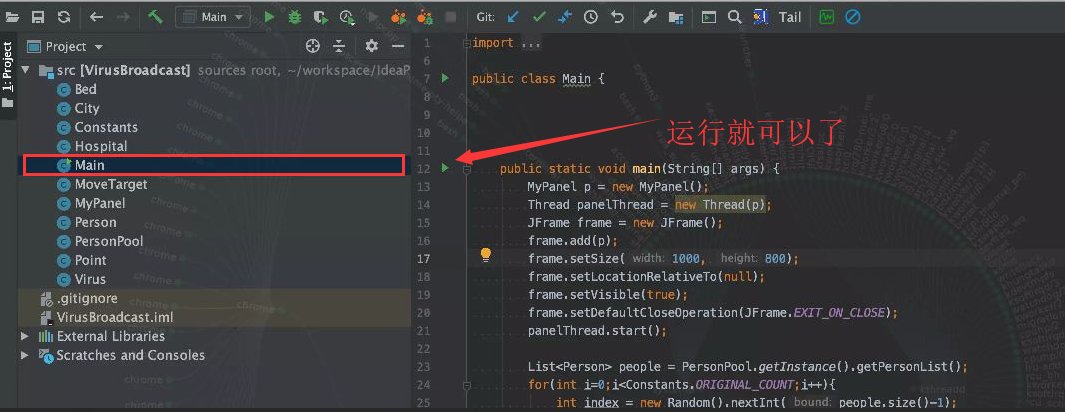 Main
Git:
Tail
1: Project
Project
src [VirusBroadcast] sources root, ~/workspace/IdeaP
Bed
City
Constants
Hospital
Main
MoveTarget
MyPanel
Person
PersonPool
Point
Virus
.gitignore
VirusBroadcast.iml
External Libraries
Scratches and Consoles
1 import ...
6
7 public class Main {
8
9
10
11
运行就可以了
12 public static void main(String[] args) {
13 MyPanel p = new MyPanel();
14 Thread panelThread = new Thread(p);
15 JFrame frame = new JFrame();
16 frame.add(p);
17 frame.setSize( width: 1000, height: 800);
18 frame.setLocationRelativeTo(null);
19 frame.setVisible(true);
20 frame.setDefaultCloseOperation(JFrame.EXIT_ON_CLOSE);
21 panelThread.start();
22
23 List<Person> people = PersonPool.getInstance().getPersonList();
24 for(int i=0;i<Constants.ORIGINAL_COUNT;i++){
25 int index = new Random().nextInt( bound: people.size()-1);